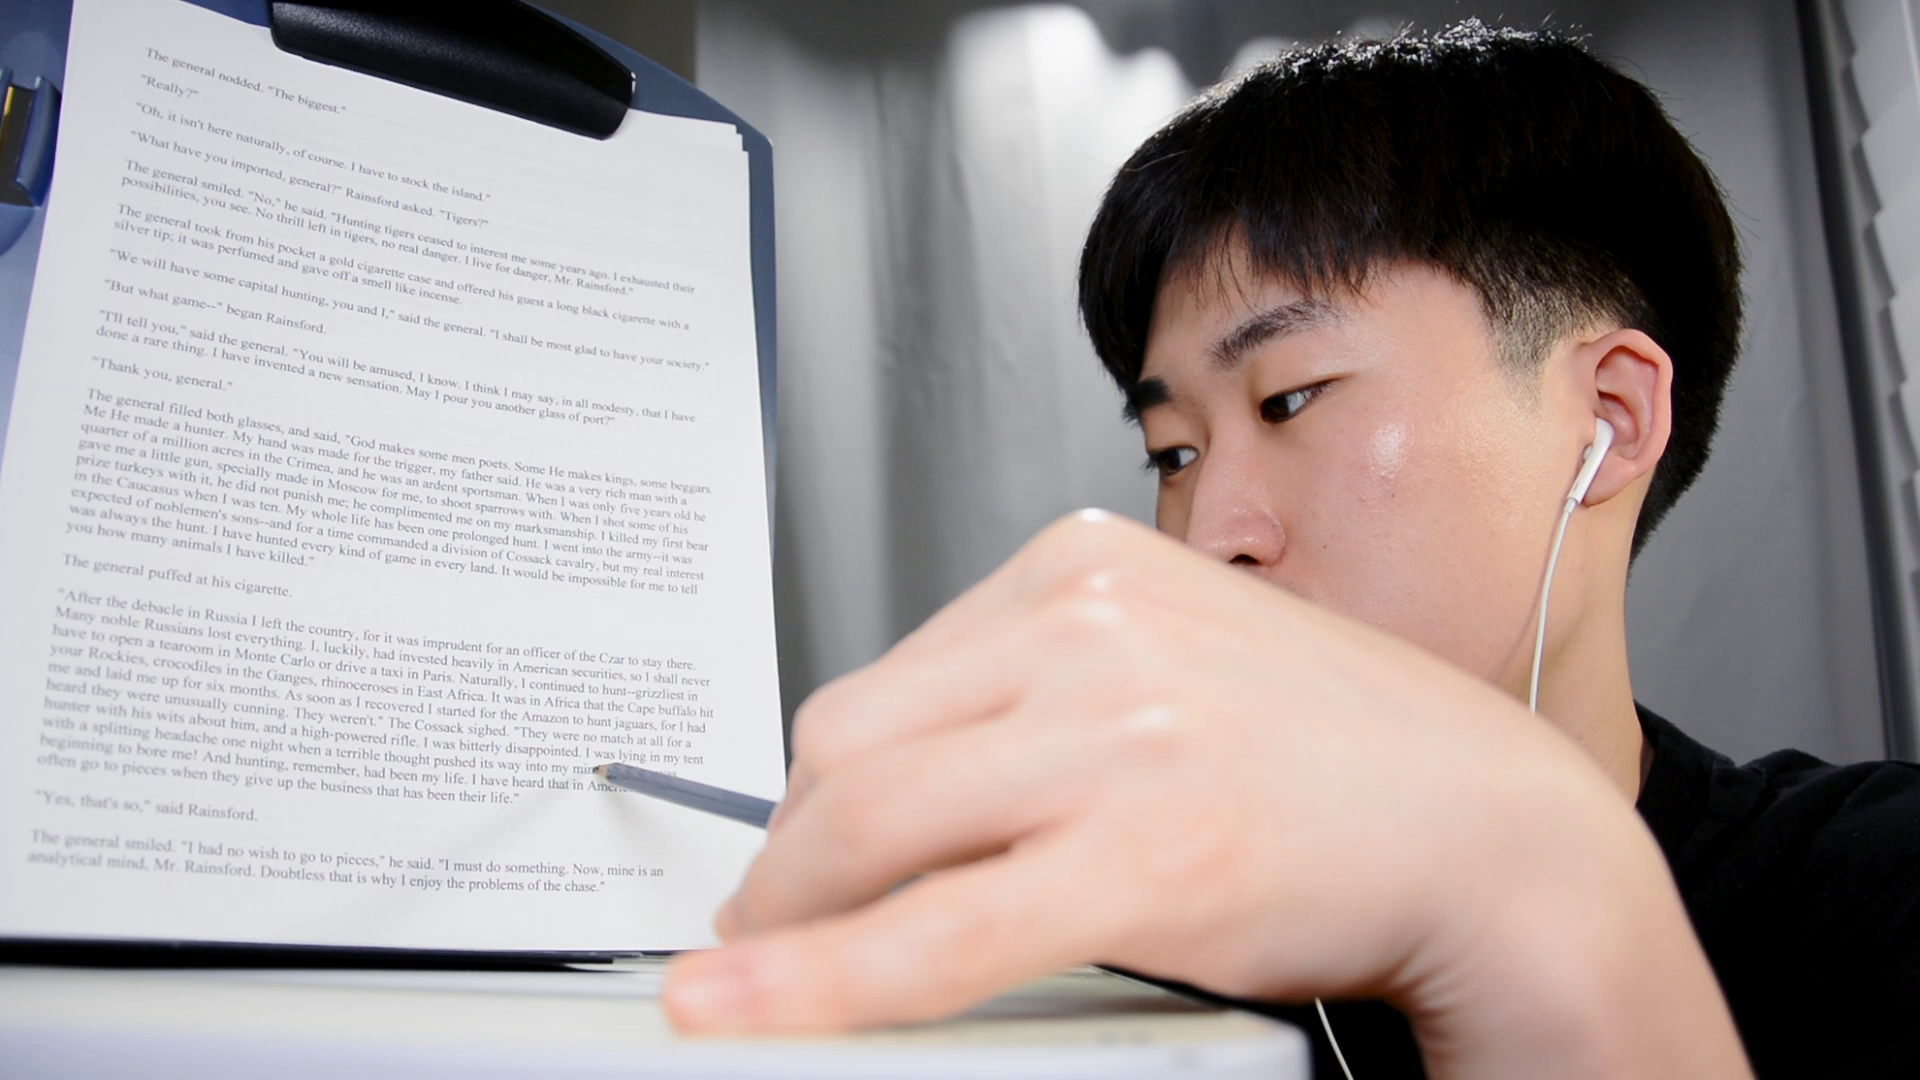 The general nodded. "The biggest."
"Really?"
"Oh, it isn't here naturally, of course. I have to stock the island."
"What have you imported, general?" Rainsford asked. "Tigers?"
The general smiled. "No," he said. "Hunting tigers ceased to interest me some years ago. I exhausted their
possibilities, you see. No thrill left in tigers, no real danger. I live for danger, Mr. Rainsford."
The general took from his pocket a gold cigarette case and offered his guest a long black cigarette with a
silver tip; it was perfumed and gave off a smell like incense.
"We will have some capital hunting, you and I," said the general. "I shall be most glad to have your society."
"But what game--" began Rainsford.
"I'll tell you," said the general. "You will be amused, I know. I think I may say, in all modesty, that I have
done a rare thing. I have invented a new sensation. May I pour you another glass of port?"
"Thank you, general."
The general filled both glasses, and said, "God makes some men poets. Some He makes kings, some beggars.
Me He made a hunter. My hand was made for the trigger, my father said. He was a very rich man with a
quarter of a million acres in the Crimea, and he was an ardent sportsman. When I was only five years old he
gave me a little gun, specially made in Moscow for me, to shoot sparrows with. When I shot some of his
prize turkeys with it, he did not punish me; he complimented me on my marksmanship. I killed my first bear
in the Caucasus when I was ten. My whole life has been one prolonged hunt. I went into the army--it was
expected of noblemen's sons--and for a time commanded a division of Cossack cavalry, but my real interest
was always the hunt. I have hunted every kind of game in every land. It would be impossible for me to tell
you how many animals I have killed."
The general puffed at his cigarette.
"After the debacle in Russia I left the country, for it was imprudent for an officer of the Czar to stay there.
Many noble Russians lost everything. I, luckily, had invested heavily in American securities, so I shall never
have to open a tearoom in Monte Carlo or drive a taxi in Paris. Naturally, I continued to hunt--grizzliest in
your Rockies, crocodiles in the Ganges, rhinoceroses in East Africa. It was in Africa that the Cape buffalo hit
me and laid me up for six months. As soon as I recovered I started for the Amazon to hunt jaguars, for I had
heard they were unusually cunning. They weren't." The Cossack sighed. "They were no match at all for a
hunter with his wits about him, and a high-powered rifle. I was bitterly disappointed. I was lying in my tent
with a splitting headache one night when a terrible thought pushed its way into my
beginning to bore me! And hunting, remember, had been my life. I have heard that in
often go to pieces when they give up the business that has been their life."
"Yes, that's so," said Rainsford.
The general smiled. "I had no wish to go to pieces," he said. "I must do something. Now, mine is an
analytical mind, Mr. Rainsford. Doubtless that is why I enjoy the problems of the chase."